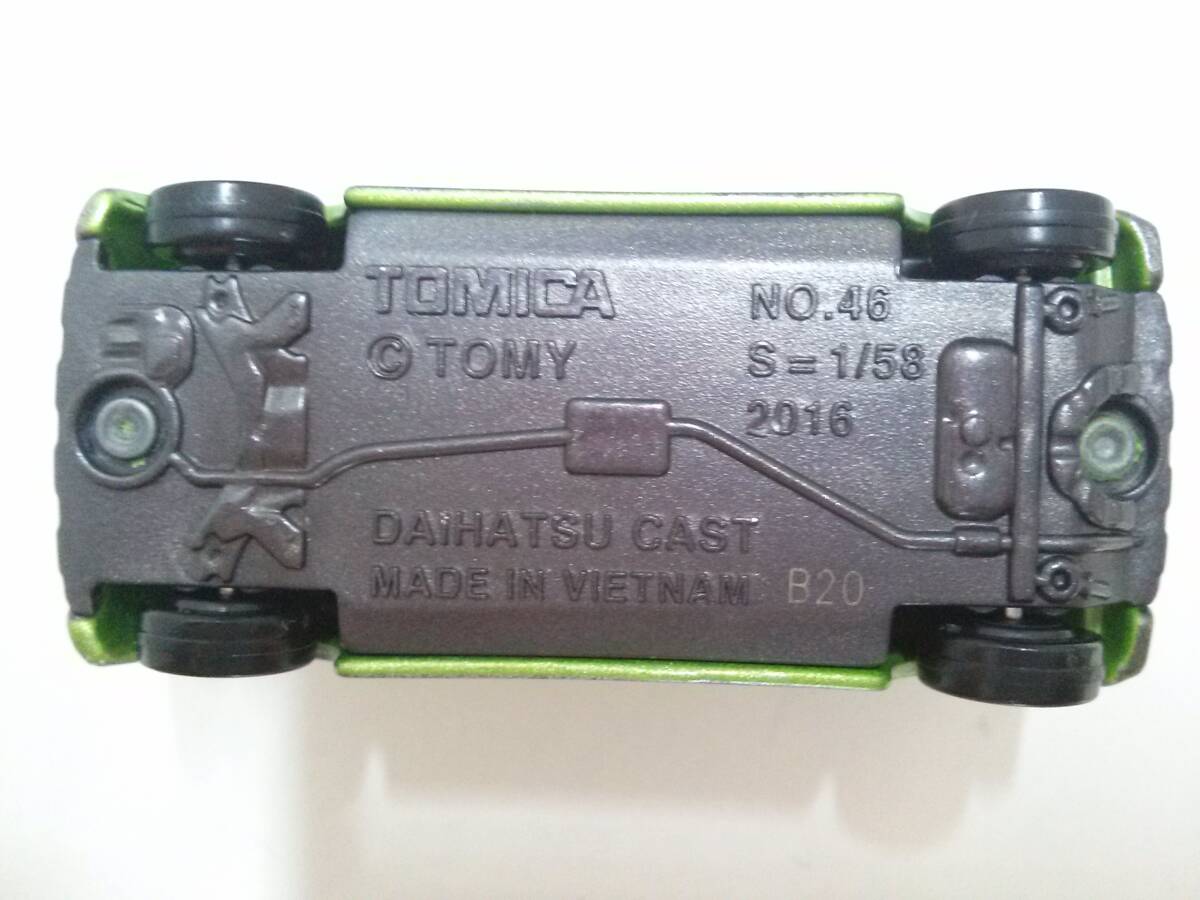 TOMICA
© TOMY
NO.46
S=1/58
2016
DAiHATSU CAST
MADE IN VIETNAM B20